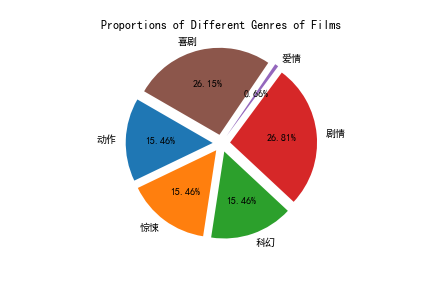 Proportions of Different Genres of Films
喜剧
爱情
26.15%
0.66%
动作
15.46%
26.81%
剧情
15.46%
15.46%
惊悚
科幻